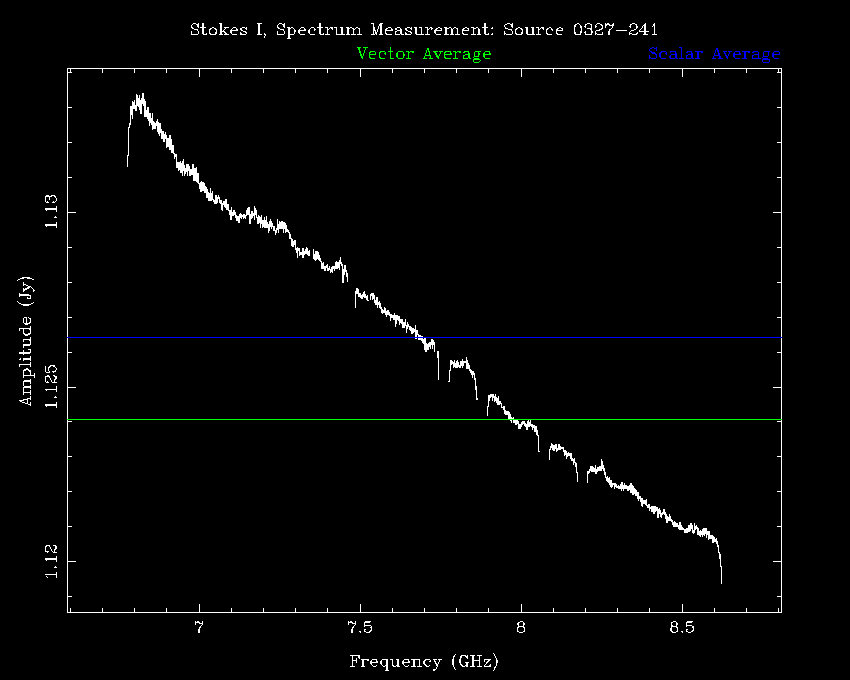 Stokes I, Spectrum Measurement: Source 0327-241
Vector Average Scalar Average
Amplitude (Jy)
1.13
1.125
1.12
7 7.5 8 8.5
Frequency (GHz)